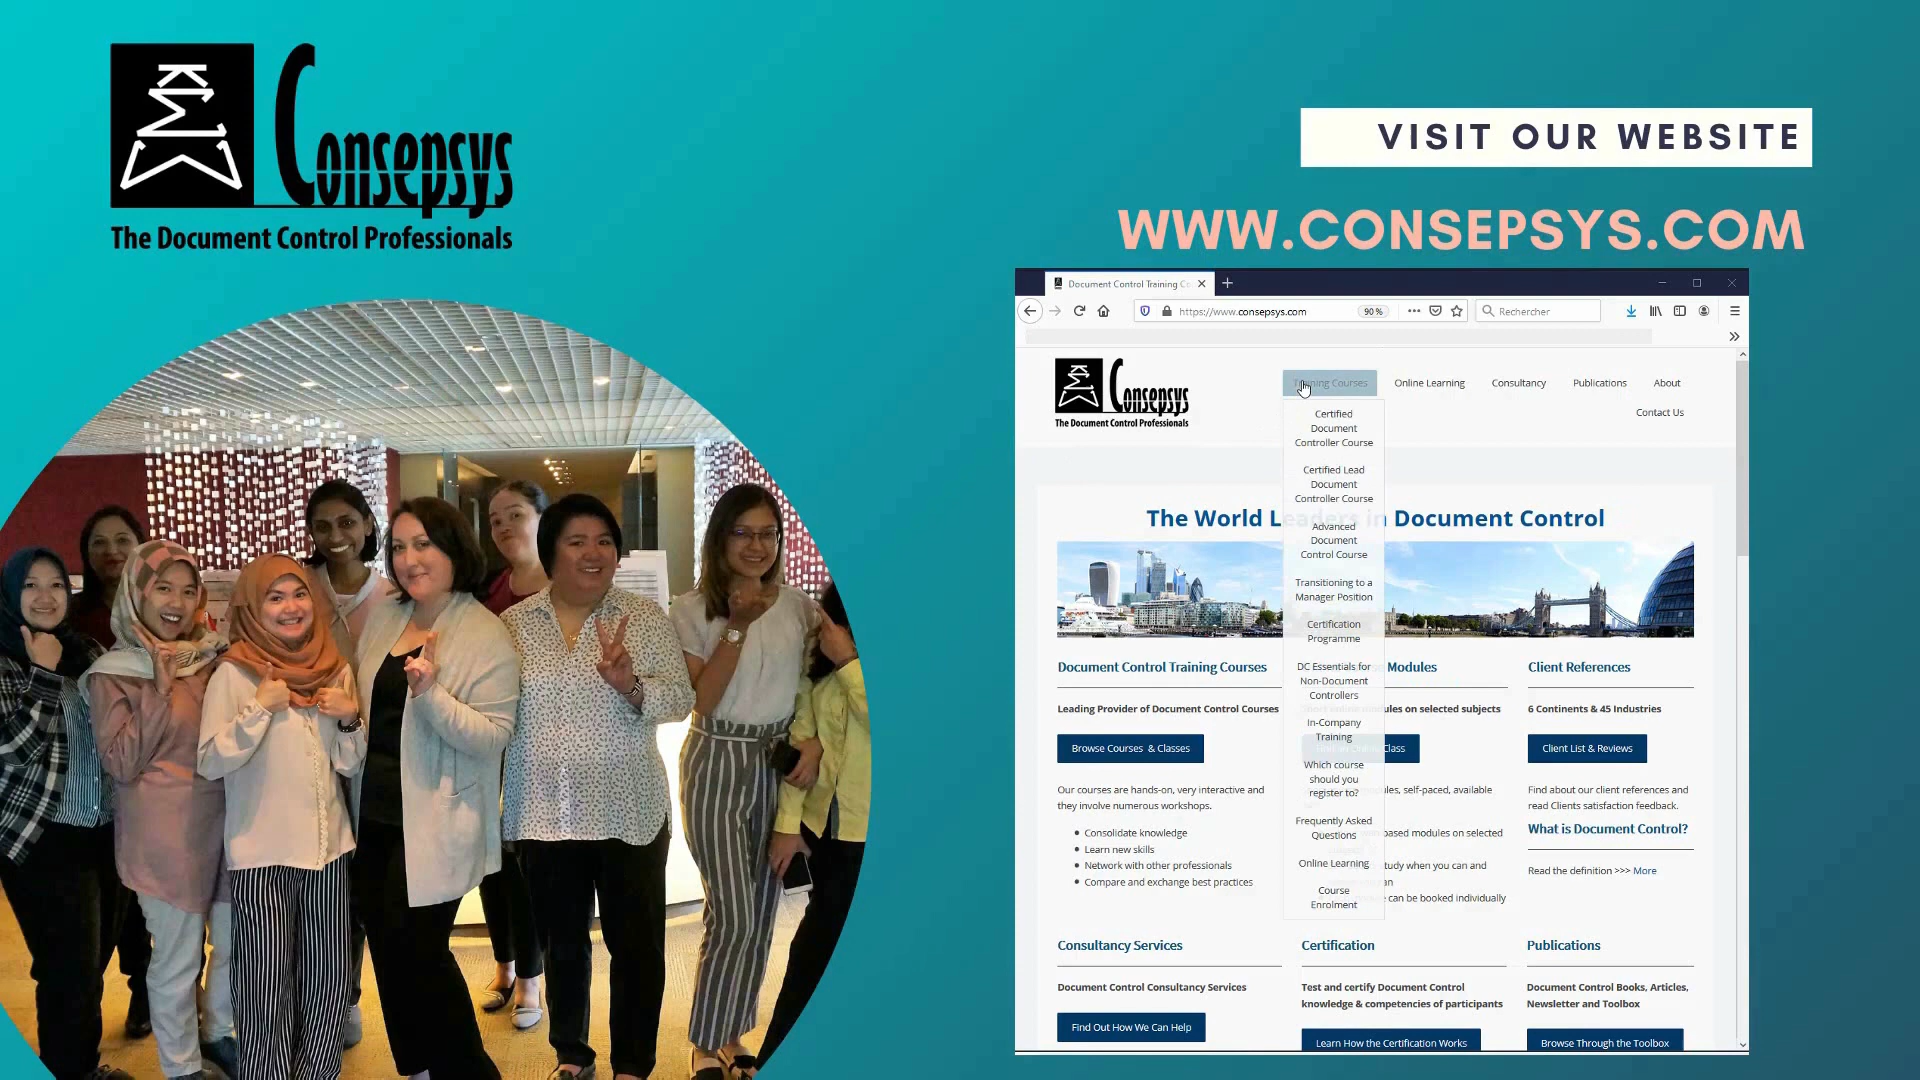 Consepsys
The Document Control Professionals
VISIT OUR WEBSITE
WWW.CONSEPSYS.COM
Document Control Training C
https://www.consepsys.com
90%
Rechercher
Consepsys
The Document Control Professionals
Training Courses
Online Learning
Consultancy
Publications
About
Contact Us
Certified
Document
Controller Course
Certified Lead
Document
Controller Course
Advanced
Document
Control Course
Transitioning to a
Manager Position
Certification
Programme
DC Essentials for
Non-Document
Controllers
In-Company
Training
Which course
should you
register to?
Frequently Asked
Questions
Online Learning
Course
Enrolment
The World Leaders in Document Control
Document Control Training Courses
Leading Provider of Document Control Courses
Browse Courses & Classes
Our courses are hands-on, very interactive and
they involve numerous workshops.
• Consolidate knowledge
• Learn new skills
• Network with other professionals
• Compare and exchange best practices
Modules
modules on selected subjects
Class
self-paced, available
based modules on selected
study when you can and
can
can be booked individually
Client References
6 Continents & 45 Industries
Client List & Reviews
Find about our client references and
read Clients satisfaction feedback.
What is Document Control?
Read the definition >>> More
Consultancy Services
Document Control Consultancy Services
Find Out How We Can Help
Certification
Test and certify Document Control
knowledge & competencies of participants
Learn How the Certification Works
Publications
Document Control Books, Articles,
Newsletter and Toolbox
Browse Through the Toolbox